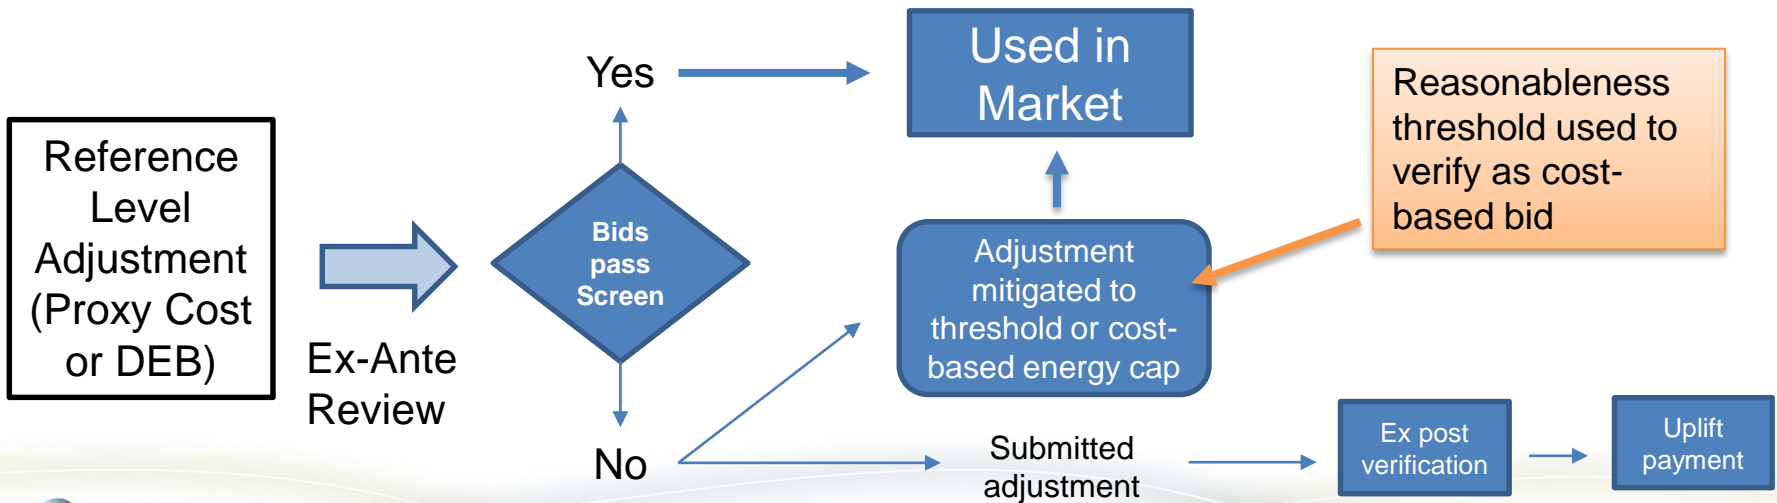 Reference
Level
Adjustment
(Proxy Cost
or DEB)
Ex-Ante
Review
Bids
pass
Screen
Yes
No
Used in
Market
Adjustment
mitigated to
threshold or cost-
based energy cap
Reasonableness
threshold used to
verify as cost-
based bid
Submitted
adjustment
Ex post
verification
Uplift
payment